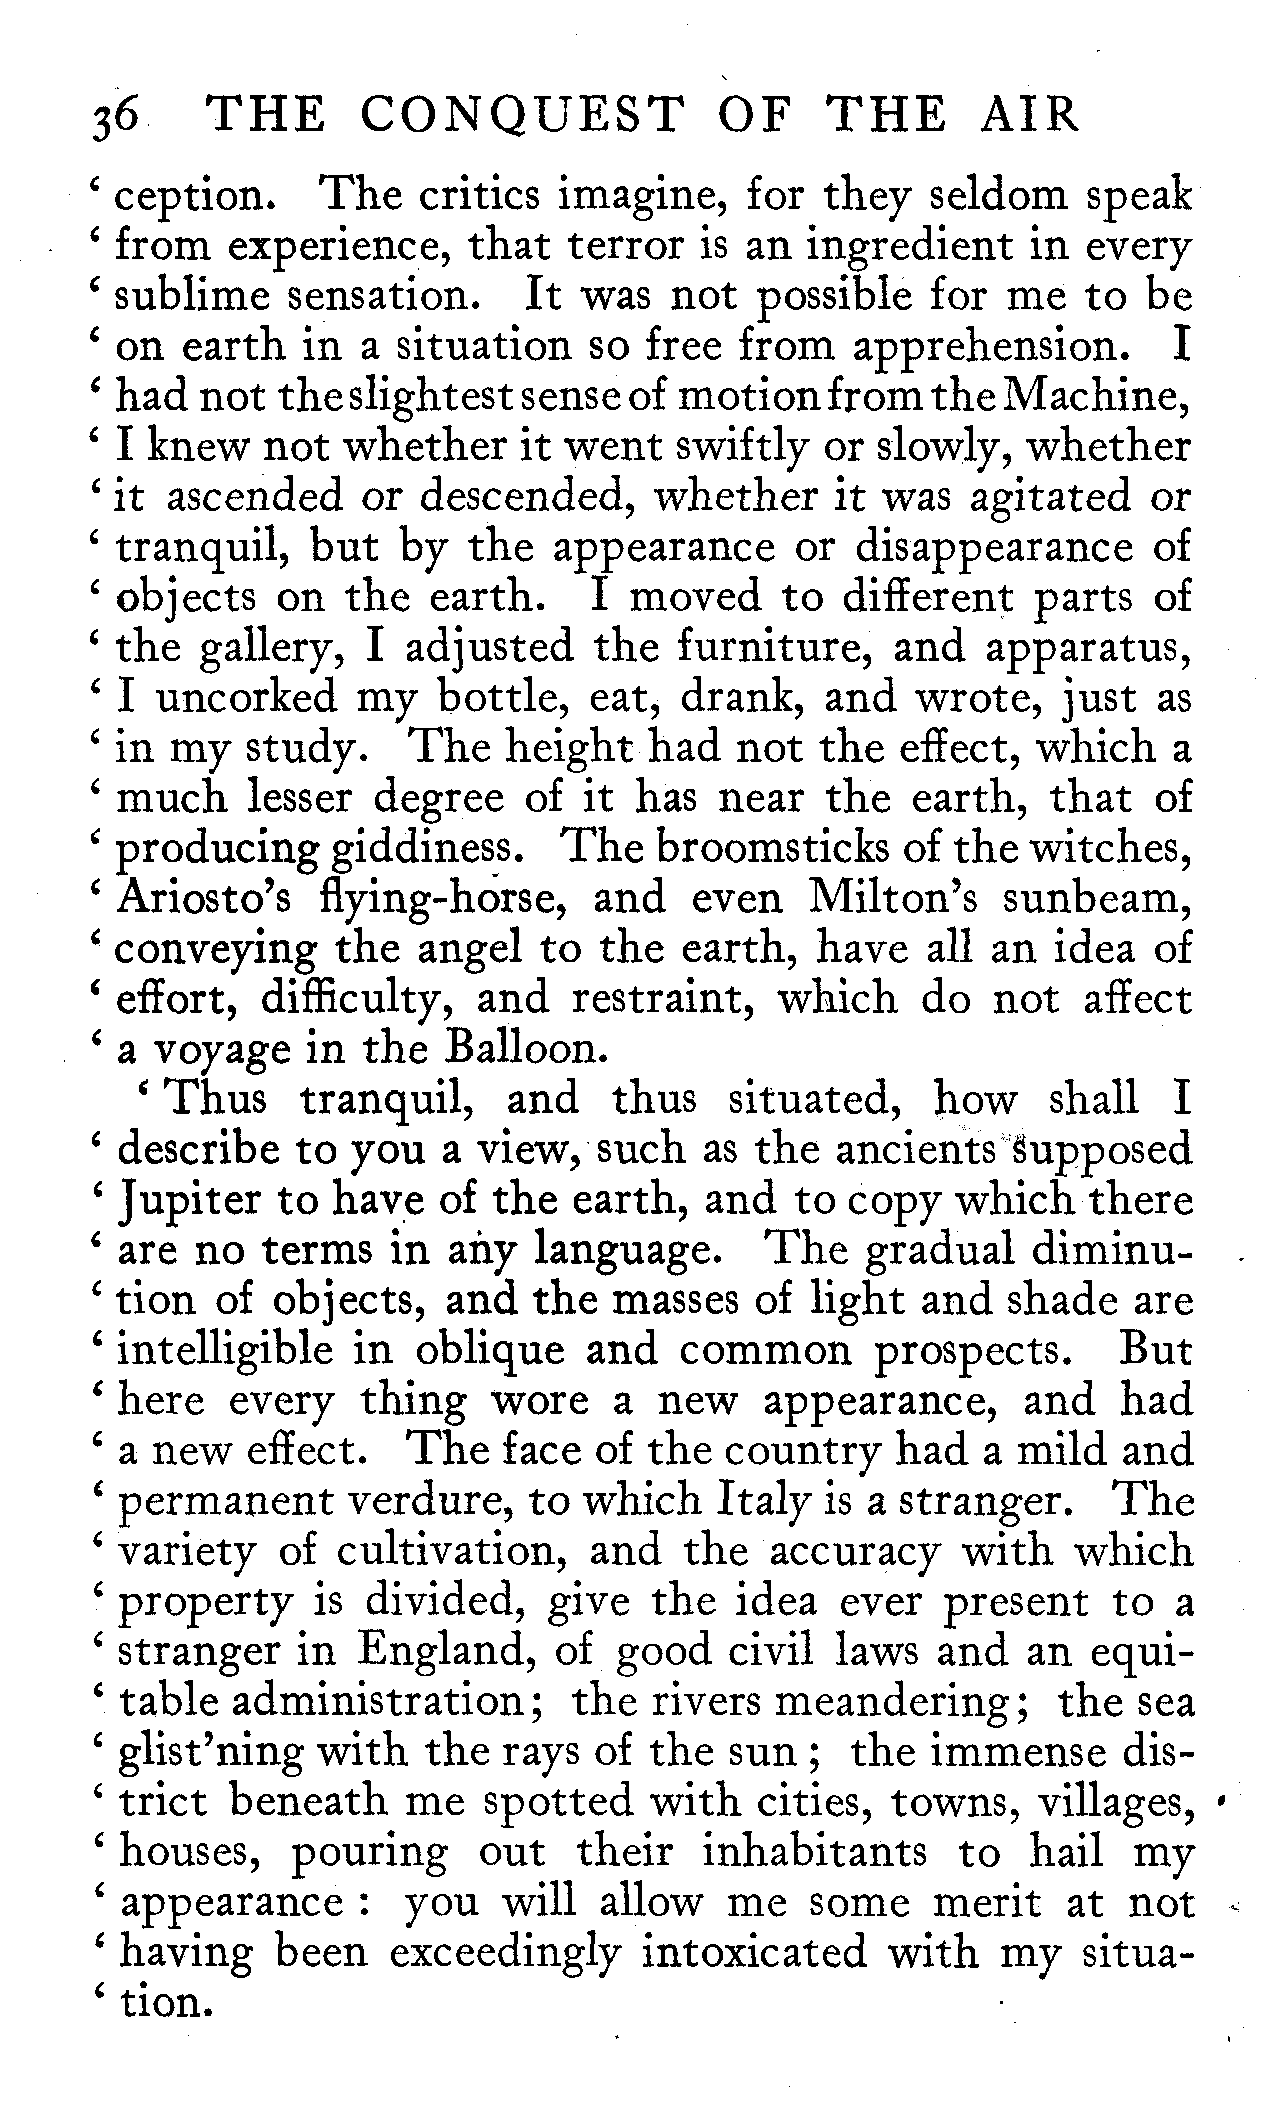 36 THE CONQUEST OF THE AIR
‘ ception. The critics imagine, for they seldom speak
‘ from experience, that terror is an ingredient in every
‘ sublime sensation. It was not possible for me to be
‘ on earth in a situation so free from apprehension. I
‘ had not the slightest sense of motion from the Machine,
‘ I knew not whether it went swiftly or slowly, whether
‘ it ascended or descended, whether it was agitated or
‘ tranquil, but by the appearance or disappearance of
‘ objects on the earth. I moved to different parts of
‘ the gallery, I adjusted the furniture, and apparatus,
‘ I uncorked my bottle, eat, drank, and wrote, just as
‘ in my study. The height had not the effect, which a
‘ much lesser degree of it has near the earth, that of
‘ producing giddiness. The broomsticks of the witches,
‘ Ariosto’s flying-horse, and even Milton’s sunbeam,
‘ conveying the angel to the earth, have all an idea of
‘ effort, difficulty, and restraint, which do not affect
‘ a voyage in the Balloon.
‘ Thus tranquil, and thus situated, how shall I
‘ describe to you a view, such as the ancients supposed
‘ Jupiter to have of the earth, and to copy which there
‘ are no terms in any language. The gradual diminu-
‘ tion of objects, and the masses of light and shade are
‘ intelligible in oblique and common prospects. But
‘ here every thing wore a new appearance, and had
‘ a new effect. The face of the country had a mild and
‘ permanent verdure, to which Italy is a stranger. The
‘ variety of cultivation, and the accuracy with which
‘ property is divided, give the idea ever present to a
‘ stranger in England, of good civil laws and an equi-
‘ table administration; the rivers meandering; the sea
‘ glist’ning with the rays of the sun ; the immense dis-
‘ trict beneath me spotted with cities, towns, villages,
‘ houses, pouring out their inhabitants to hail my
‘ appearance : you will allow me some merit at not
‘ having been exceedingly intoxicated with my situa-
‘ tion.